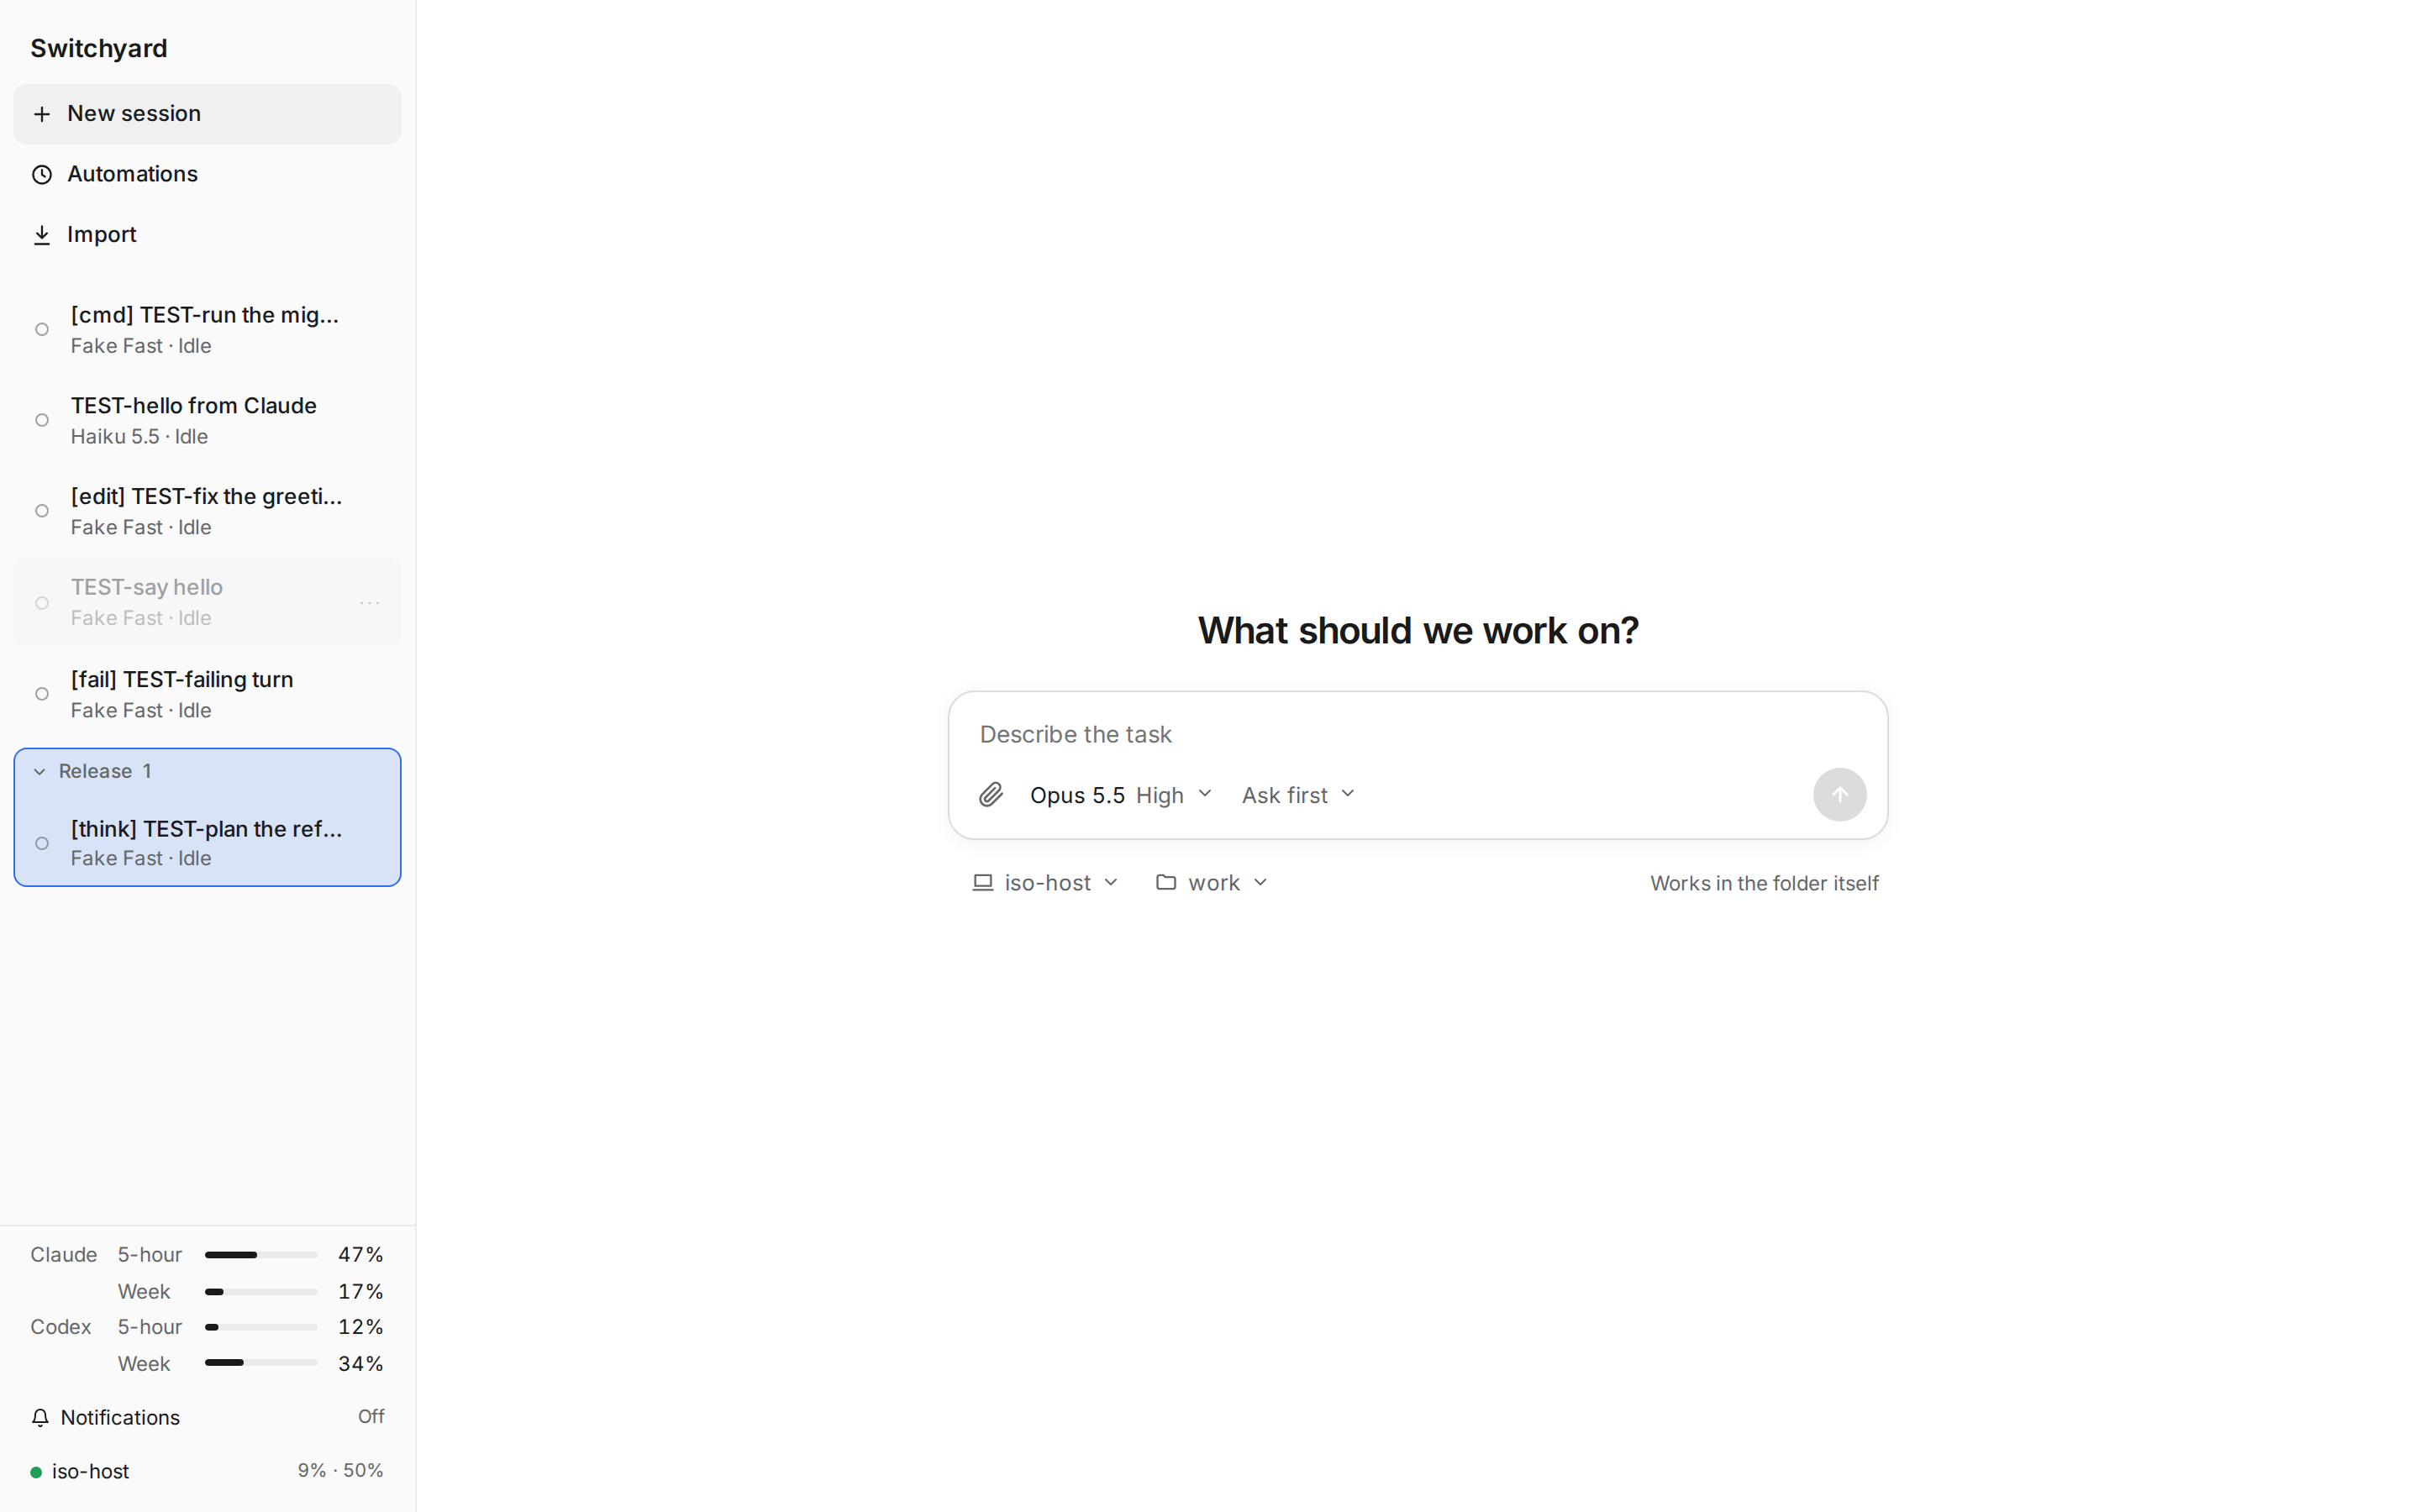 Switchyard
New session
Automations
Import
[cmd] TEST-run the mig...
Fake Fast · Idle
TEST-hello from Claude
Haiku 5.5 · Idle
[edit] TEST-fix the greeti...
Fake Fast · Idle
TEST-say hello
Fake Fast · Idle
[fail] TEST-failing turn
Fake Fast · Idle
Release 1
[think] TEST-plan the ref...
Fake Fast · Idle
Claude 5-hour 47%
Week 17%
Codex 5-hour 12%
Week 34%
Notifications Off
iso-host 9% · 50%
What should we work on?
Describe the task
Opus 5.5 High Ask first
iso-host work Works in the folder itself